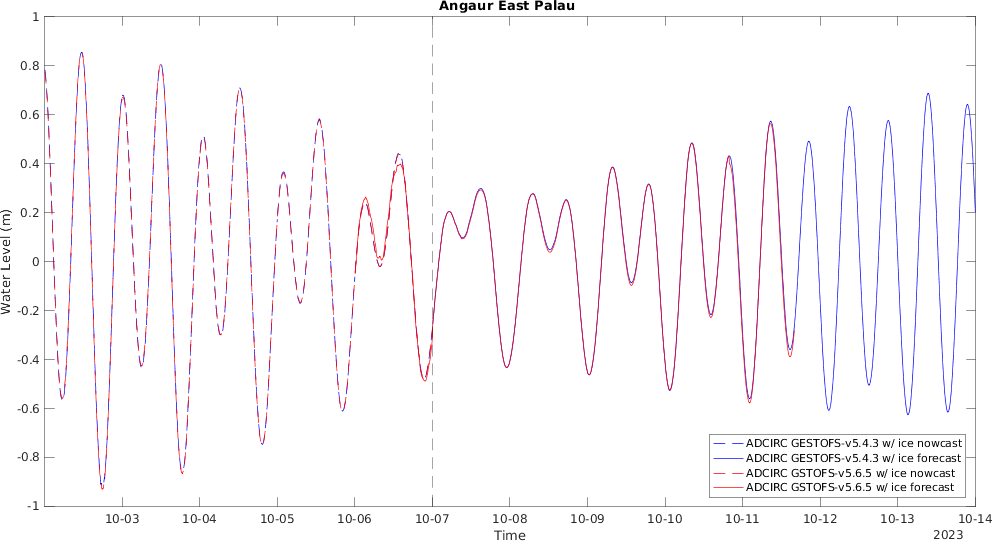 Angaur East Palau
1
0.8
0.6
0.4
0.2
0
-0.2
-0.4
-0.6
-0.8
-1
Water Level (m)
ADCIRC GESTOFS-v5.4.3 w/ ice nowcast
ADCIRC GESTOFS-v5.4.3 w/ ice forecast
ADCIRC GSTOFS-v5.6.5 w/ ice nowcast
ADCIRC GSTOFS-v5.6.5 w/ ice forecast
10-03 10-04 10-05 10-06 10-07 10-08 10-09 10-10 10-11 10-12 10-13 10-14
Time
2023